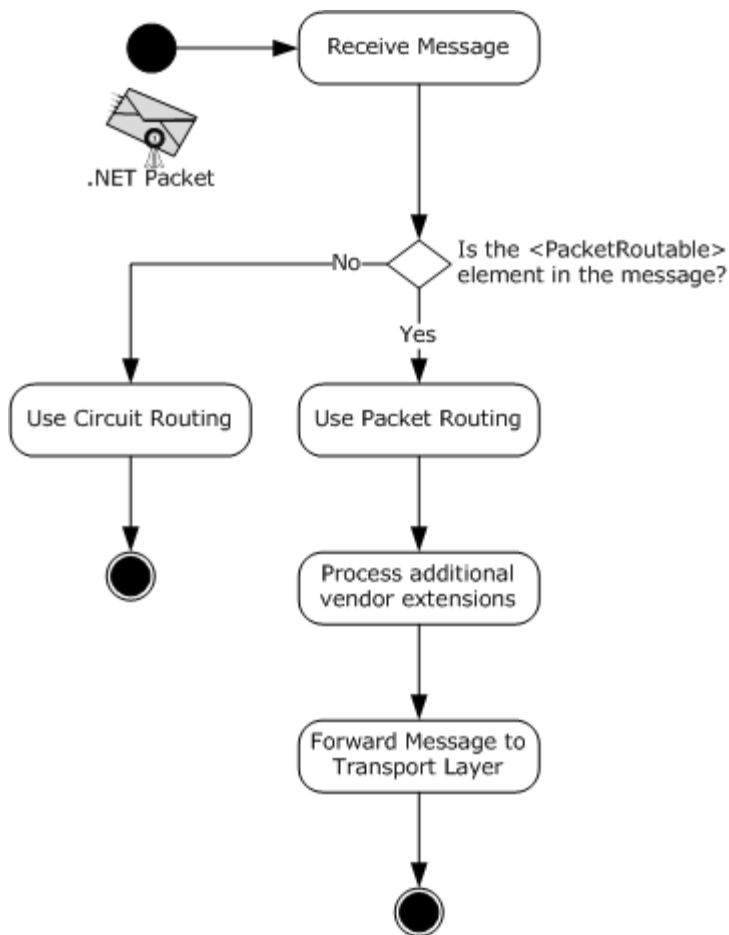 Receive Message
.NET Packet
Is the <PacketRoutable>
element in the message?
No
Yes
Use Circuit Routing
Use Packet Routing
Process additional
vendor extensions
Forward Message to
Transport Layer